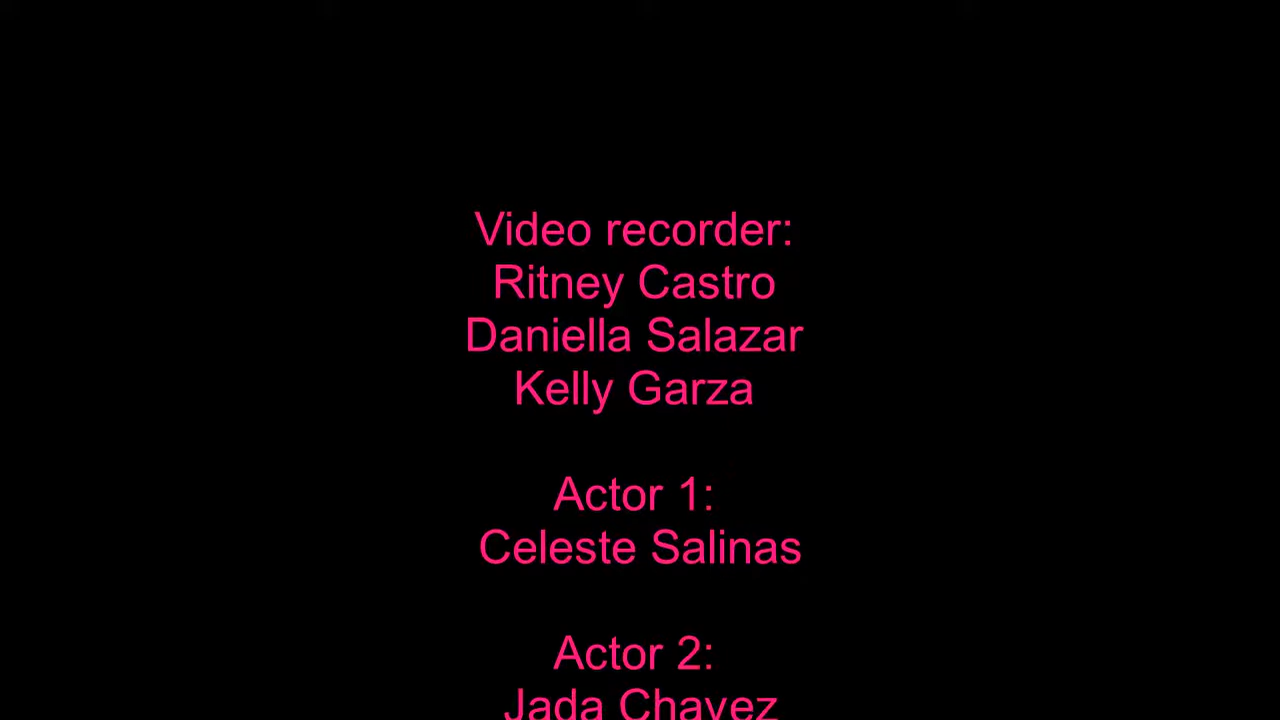 Video recorder:
Ritney Castro
Daniella Salazar
Kelly Garza
Actor 1:
Celeste Salinas
Actor 2:
Jada Chavez